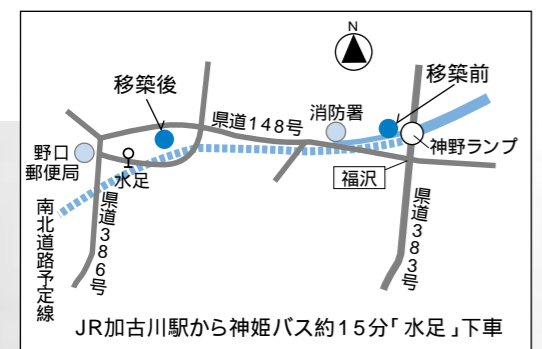 N
移築後
移築前
消防署
県道148号
神野ランプ
野口
郵便局
水足
福沢
南北道路予定線
県道386号
県道383号
JR加古川駅から神姫バス約15分「水足」下車